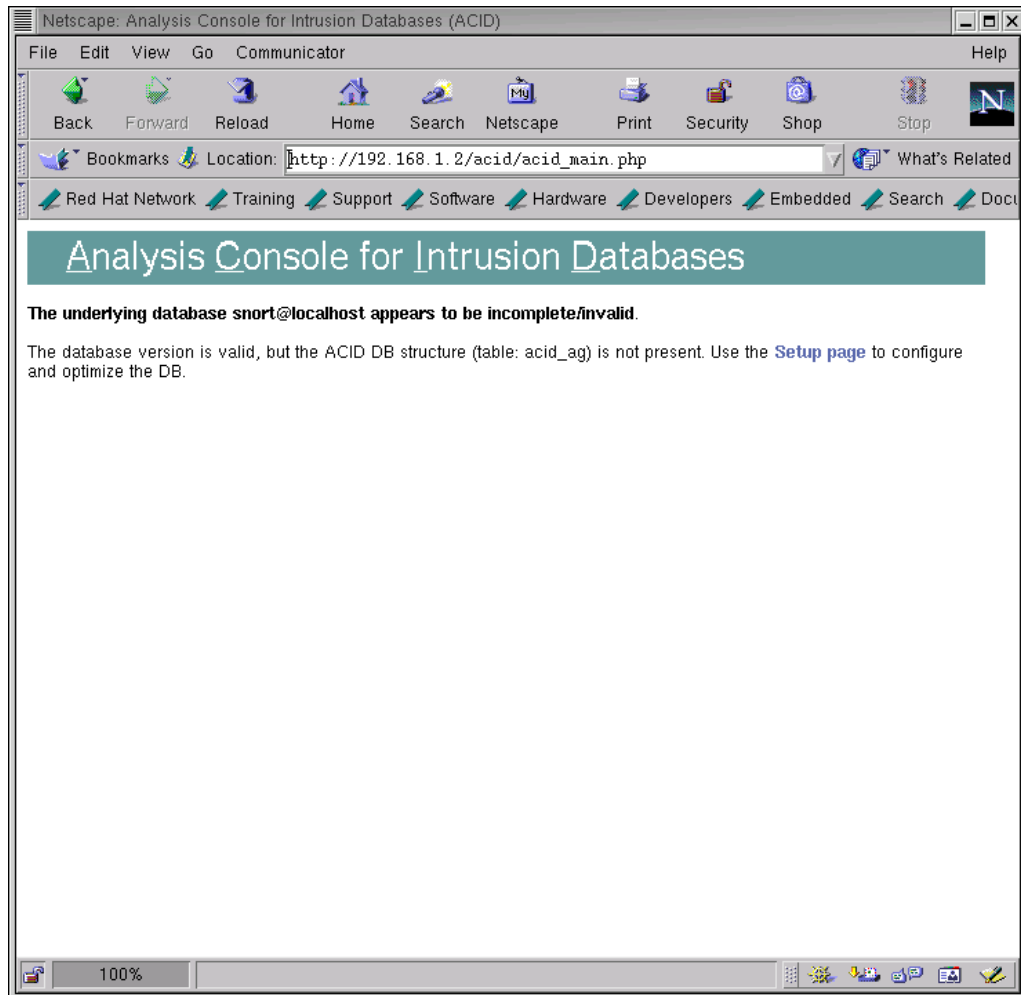 Netscape: Analysis Console for Intrusion Databases (ACID)
File Edit View Go Communicator Help
Back Forward Reload Home Search Netscape Print Security Shop Stop
My N
Bookmarks Location: http://192.168.1.2/acid/acid_main.php What's Related
Red Hat Network Training Support Software Hardware Developers Embedded Search Docu
Analysis Console for Intrusion Databases
The underlying database snort@localhost appears to be incomplete/invalid.
The database version is valid, but the ACID DB structure (table: acid_ag) is not present. Use the Setup page to configure
and optimize the DB.
100%